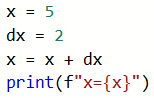 x = 5
dx = 2
x = x + dx
print(f"x={x}")